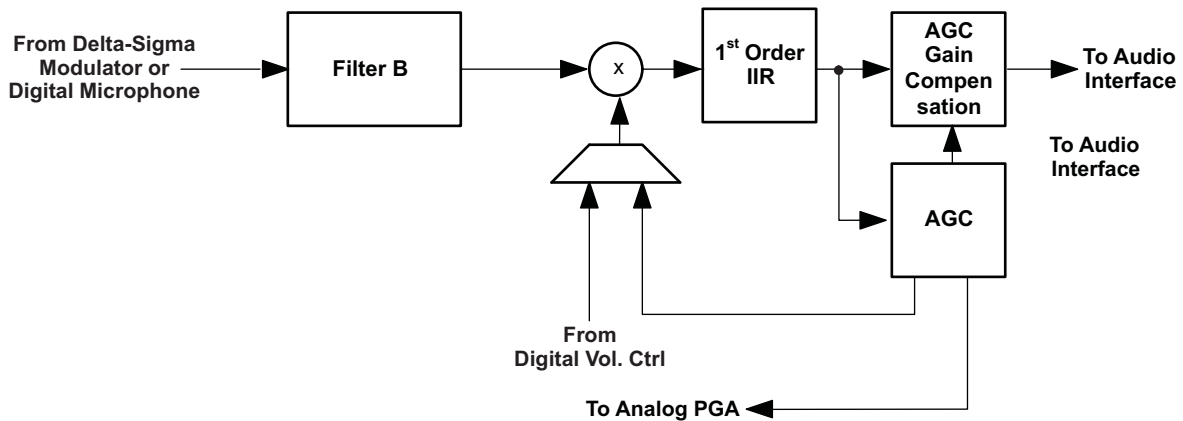 From Delta-Sigma
Modulator or
Digital Microphone
Filter B
x
1st Order
IIR
AGC
Gain
Compen
sation
To Audio
Interface
To Audio
Interface
AGC
From
Digital Vol. Ctrl
To Analog PGA